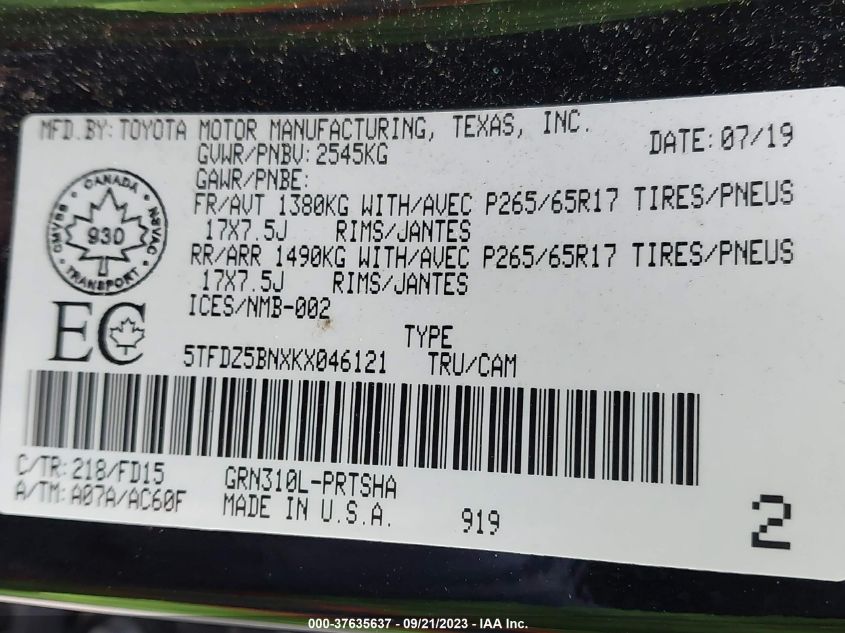 MFD.BY: TOYOTA MOTOR MANUFACTURING, TEXAS, INC.
DATE: 07/19
GVWR/PNBV: 2545KG
GAWR/PNBE:
FR/AVT 1380KG WITH/AVEC P265/65R17 TIRES/PNEUS
17X7.5J RIMS/JANTES
RR/ARR 1490KG WITH/AVEC P265/65R17 TIRES/PNEUS
17X7.5J RIMS/JANTES
ICES/NMB-002
CANADA
CMVSS
NSVAC
930
TRANSPORT
EC
TYPE
5TFDZ5BNXKX046121 TRU/CAM
C/TR: 218/FD15 GRN310L-PRTSHA
A/TM: A07A/AC60F MADE IN U.S.A. 919
2
000-37635637 - 09/21/2023 - IAA Inc.